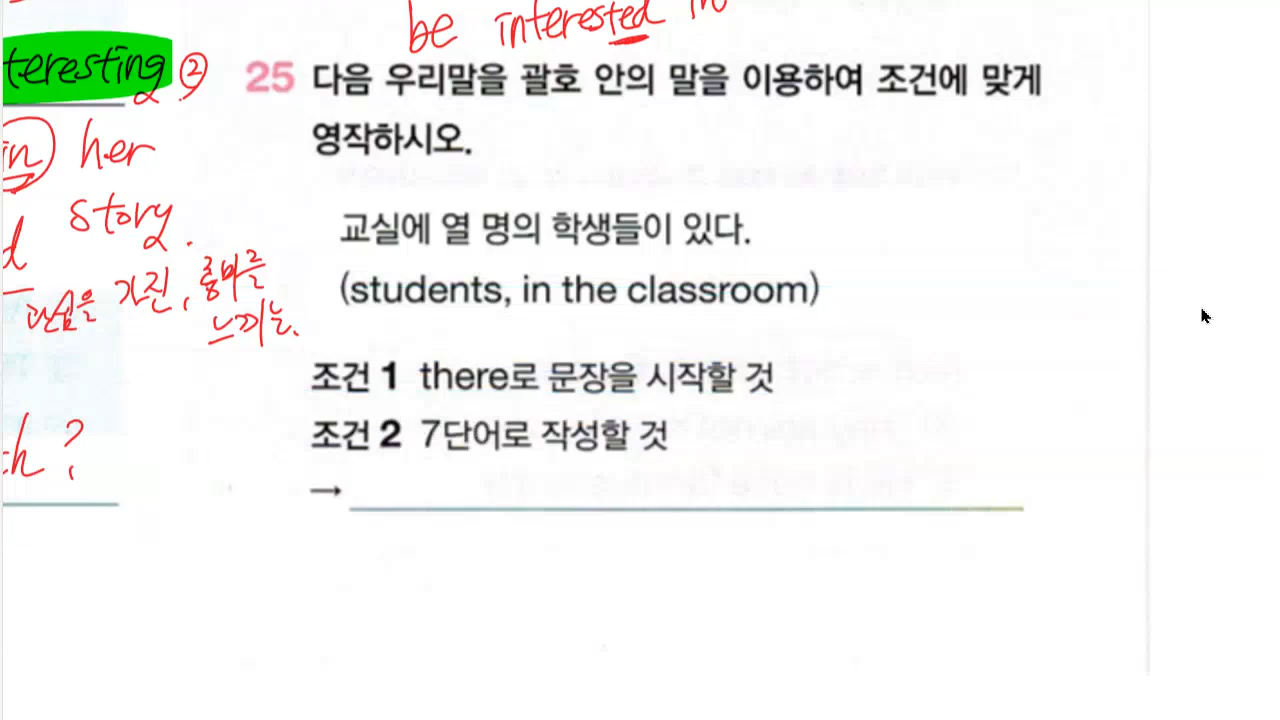 be interested in
teresting ②
25 다음 우리말을 괄호 안의 말을 이용하여 조건에 맞게
영작하시오.
in her
story.
d
관심을 가진, 흥미를
느끼는.
교실에 열 명의 학생들이 있다.
(students, in the classroom)
조건 1 there로 문장을 시작할 것
조건 2 7단어로 작성할 것
ch?
→